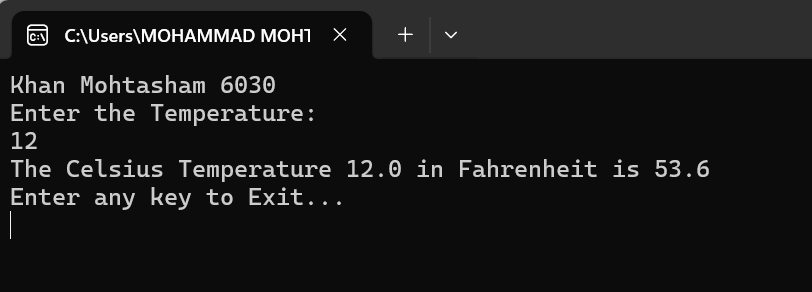 C:\Users\MOHAMMAD MOHT
Khan Mohtasham 6030
Enter the Temperature:
12
The Celsius Temperature 12.0 in Fahrenheit is 53.6
Enter any key to Exit...